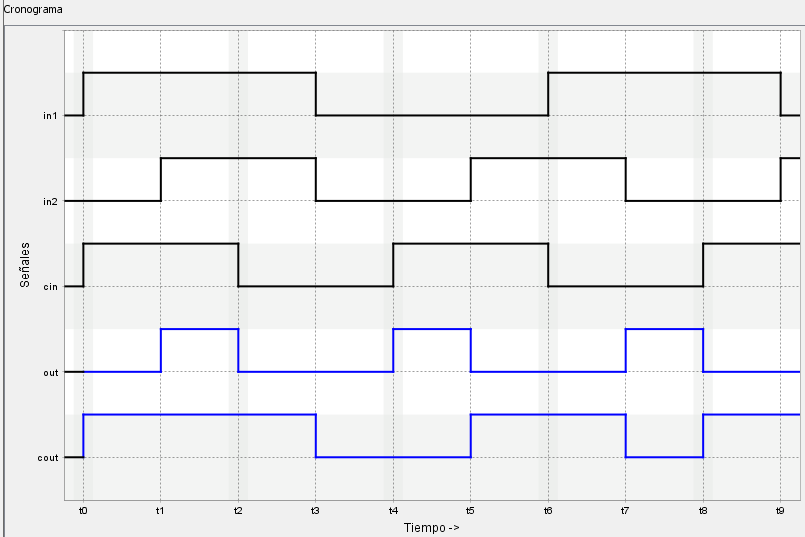 Cronograma
in1
in2
cin
out
cout
Señales
t0 t1 t2 t3 t4 t5 t6 t7 t8 t9
Tiempo ->